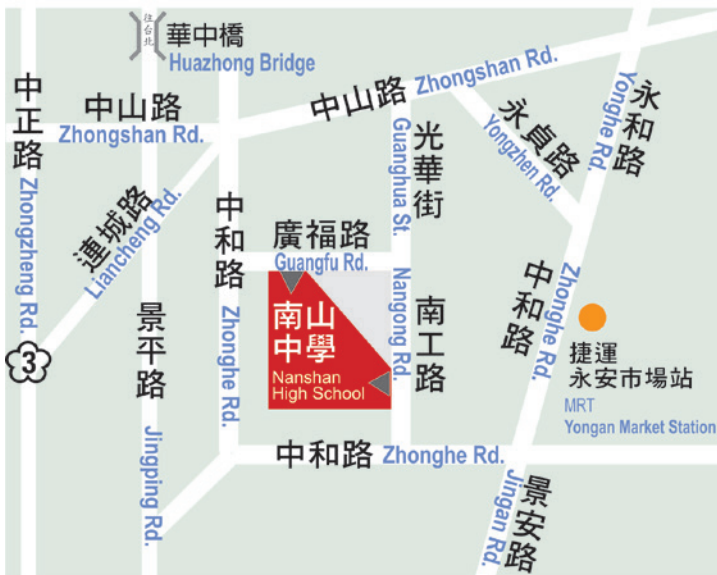 往台北
華中橋
Huazhong Bridge
中正路
Zhongzheng Rd.
3
中山路
Zhongshan Rd.
中山路
Zhongshan Rd.
連城路
Liancheng Rd.
景平路
Jingping Rd.
中和路
Zhonghe Rd.
廣福路
Guangfu Rd.
光華街
Guanghua St.
南工路
Nangong Rd.
永貞路
Yongzhen Rd.
永和路
Yonghe Rd.
中和路
Zhonghe Rd.
南山
中學
Nanshan
High School
捷運
永安市場站
MRT
Yongan Market Station
中和路 Zhonghe Rd.
景安路
Jingan Rd.